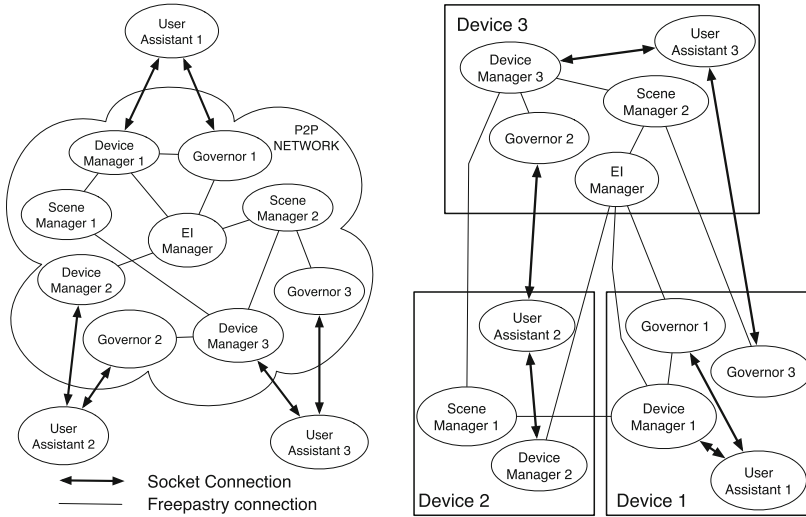 User
Assistant 1
P2P
NETWORK
Device
Manager 1
Governor 1
Scene
Manager 1
Scene
Manager 2
EI
Manager
Device
Manager 2
Governor 3
Governor 2
Device
Manager 3
User
Assistant 2
User
Assistant 3
Socket Connection
Freepastry connection
Device 3
User
Assistant 3
Device
Manager 3
Scene
Manager 2
Governor 2
EI
Manager
User
Assistant 2
Governor 1
Governor 3
Scene
Manager 1
Device
Manager 1
Device
Manager 2
User
Assistant 1
Device 2
Device 1